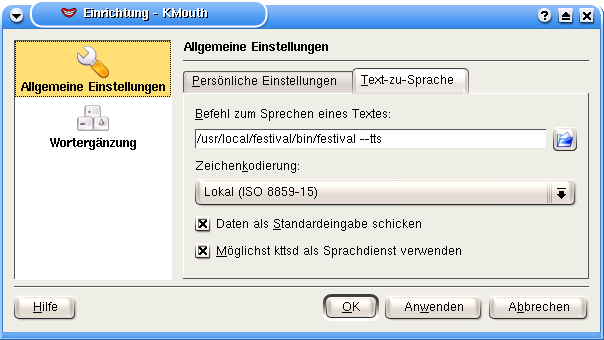 Einrichtung - KMouth
Allgemeine Einstellungen
Wortergänzung
Allgemeine Einstellungen
Persönliche Einstellungen
Text-zu-Sprache
Befehl zum Sprechen eines Textes:
/usr/local/festival/bin/festival --tts
Zeichenkodierung:
Lokal (ISO 8859-15)
Daten als Standardeingabe schicken
Möglichst kttsd als Sprachdienst verwenden
Hilfe
OK
Anwenden
Abbrechen